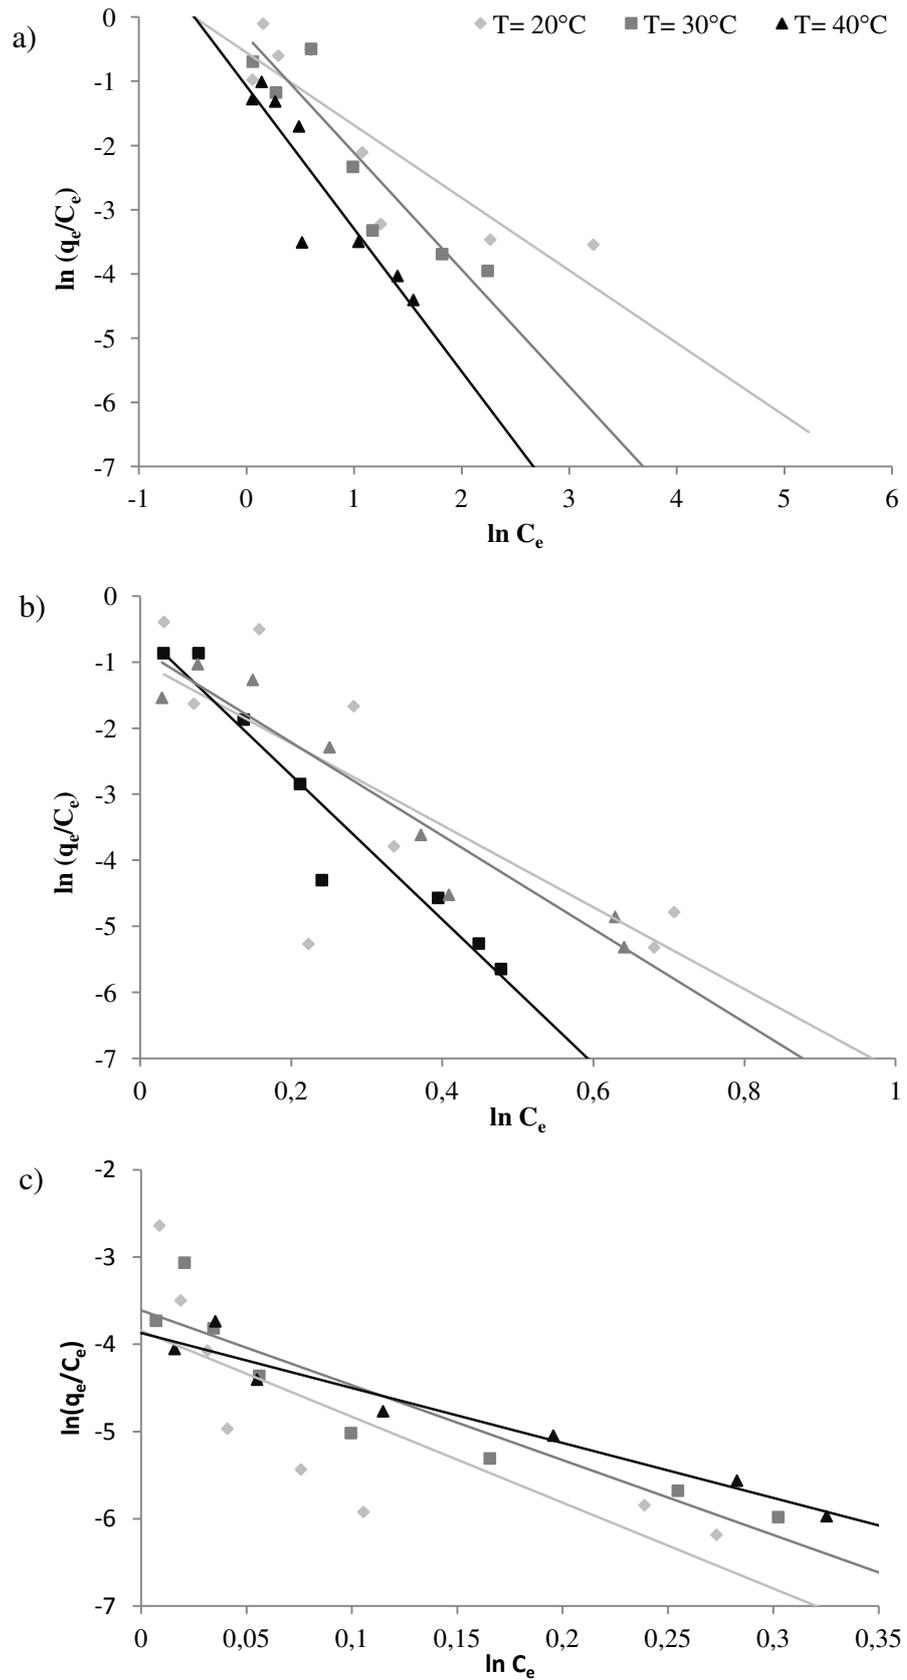 a)
T= 20°C T= 30°C T= 40°C
0
-1
-2
-3
-4
-5
-6
-7
ln (qe/Ce)
-1 0 1 2 3 4 5 6
ln Ce
b)
0
-1
-2
-3
-4
-5
-6
-7
ln (qe/Ce)
0 0,2 0,4 0,6 0,8 1
ln Ce
c)
-2
-3
-4
-5
-6
-7
ln(qe/Ce)
0 0,05 0,1 0,15 0,2 0,25 0,3 0,35
ln Ce